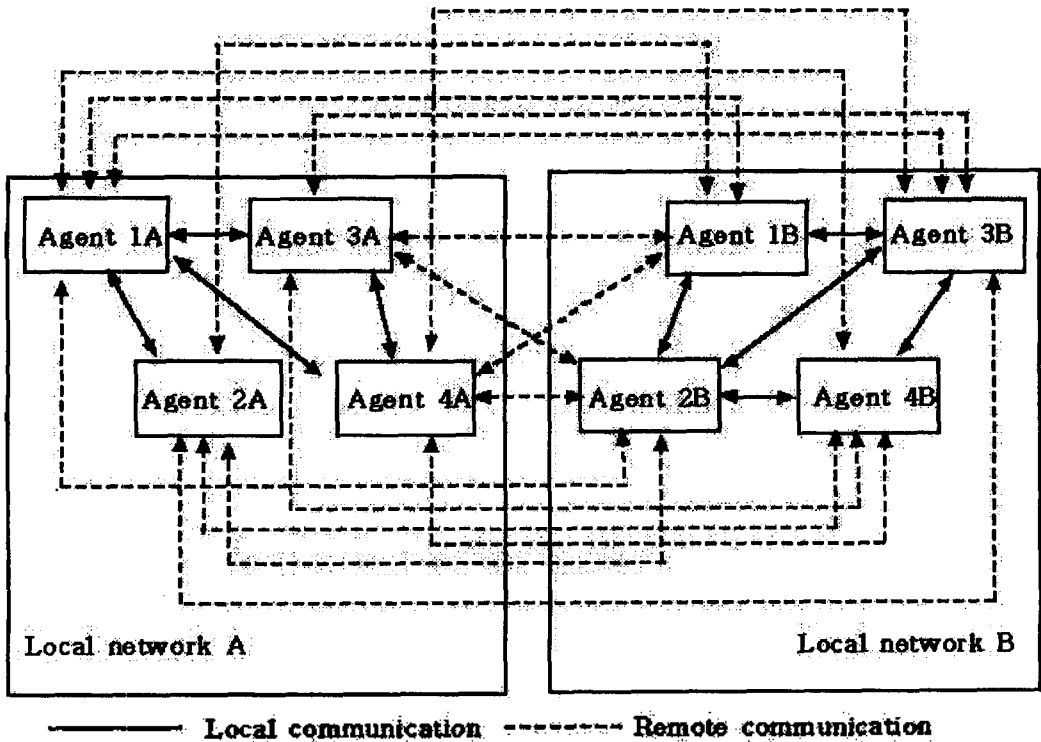 Agent 1A
Agent 3A
Agent 1B
Agent 3B
Agent 2A
Agent 4A
Agent 2B
Agent 4B
Local network A
Local network B
Local communication
Remote communication